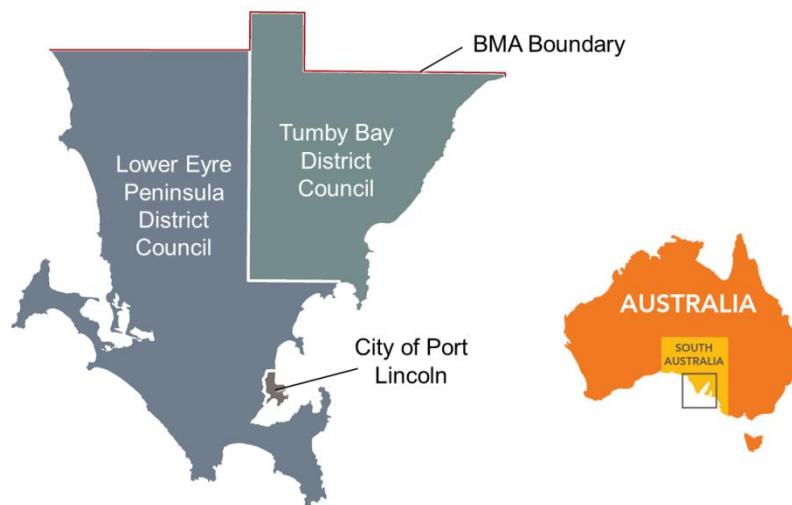 BMA Boundary
Tumby Bay
District
Council
Lower Eyre
Peninsula
District
Council
City of Port
Lincoln
AUSTRALIA
SOUTH
AUSTRALIA